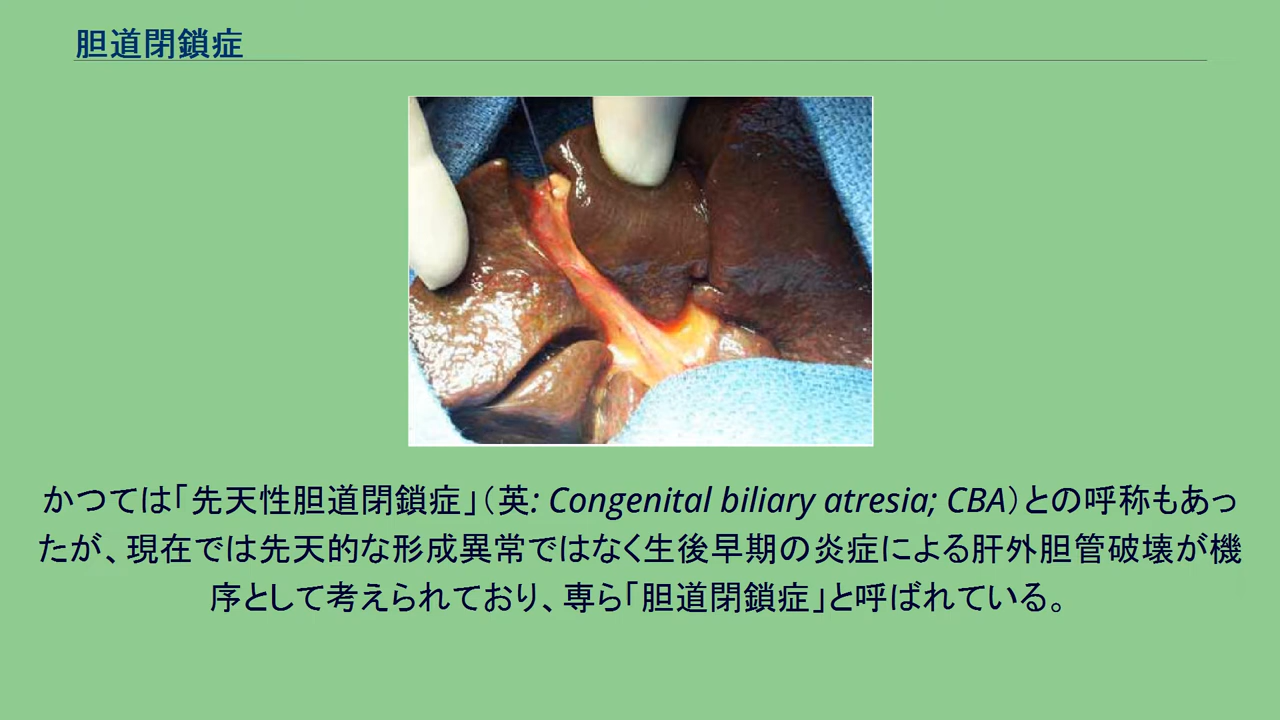 胆道閉鎖症
かつては「先天性胆道閉鎖症」（英: Congenital biliary atresia; CBA）との呼称もあっ
たが、現在では先天的な形成異常ではなく生後早期の炎症による肝外胆管破壊が機
序として考えられており、専ら「胆道閉鎖症」と呼ばれている。